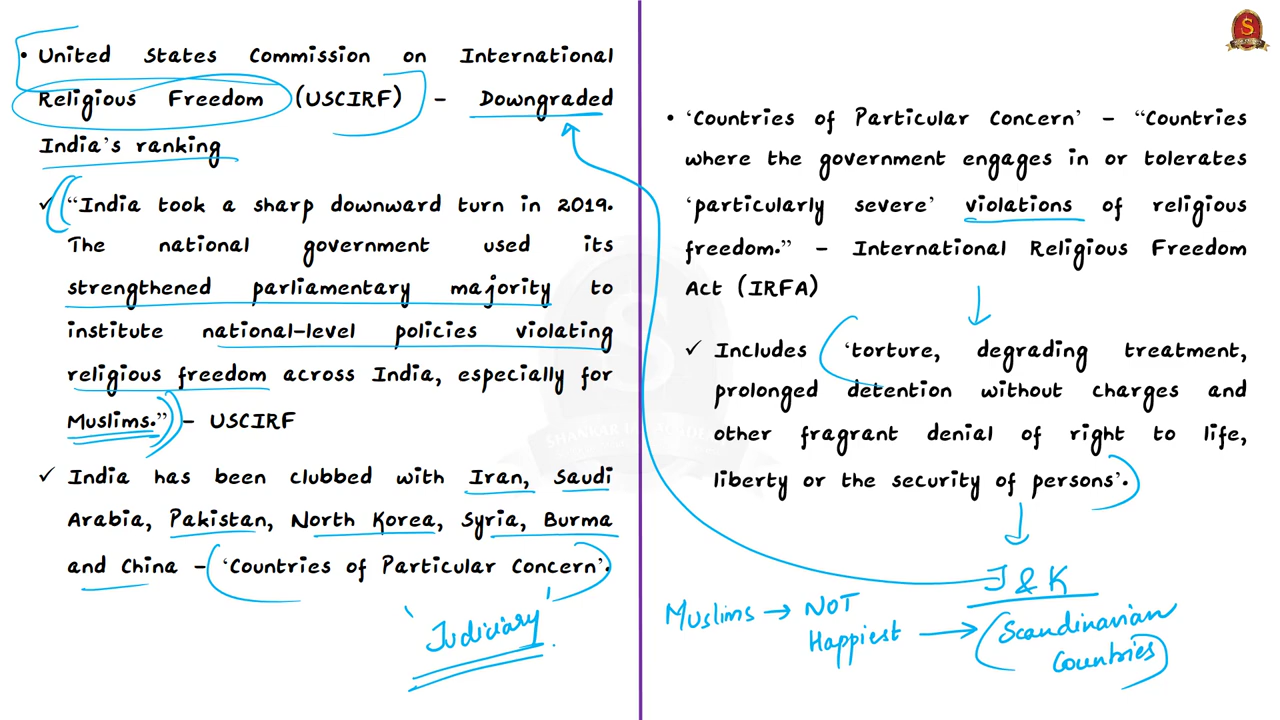 • United States Commission on International
Religious Freedom (USCIRF) – Downgraded
India's ranking
✓ “India took a sharp downward turn in 2019.
The national government used its
strengthened parliamentary majority to
institute national-level policies violating
religious freedom across India, especially for
Muslims.” – USCIRF
✓ India has been clubbed with Iran, Saudi
Arabia, Pakistan, North Korea, Syria, Burma
and China – ‘Countries of Particular Concern’.
‘Judiciary’
• ‘Countries of Particular Concern’ – “Countries
where the government engages in or tolerates
‘particularly severe’ violations of religious
freedom.” – International Religious Freedom
Act (IRFA)
✓ Includes ‘torture, degrading treatment,
prolonged detention without charges and
other fragrant denial of right to life,
liberty or the security of persons’.
J & K
Muslims → NOT
Happiest → (Scandinavian
Countries)
S